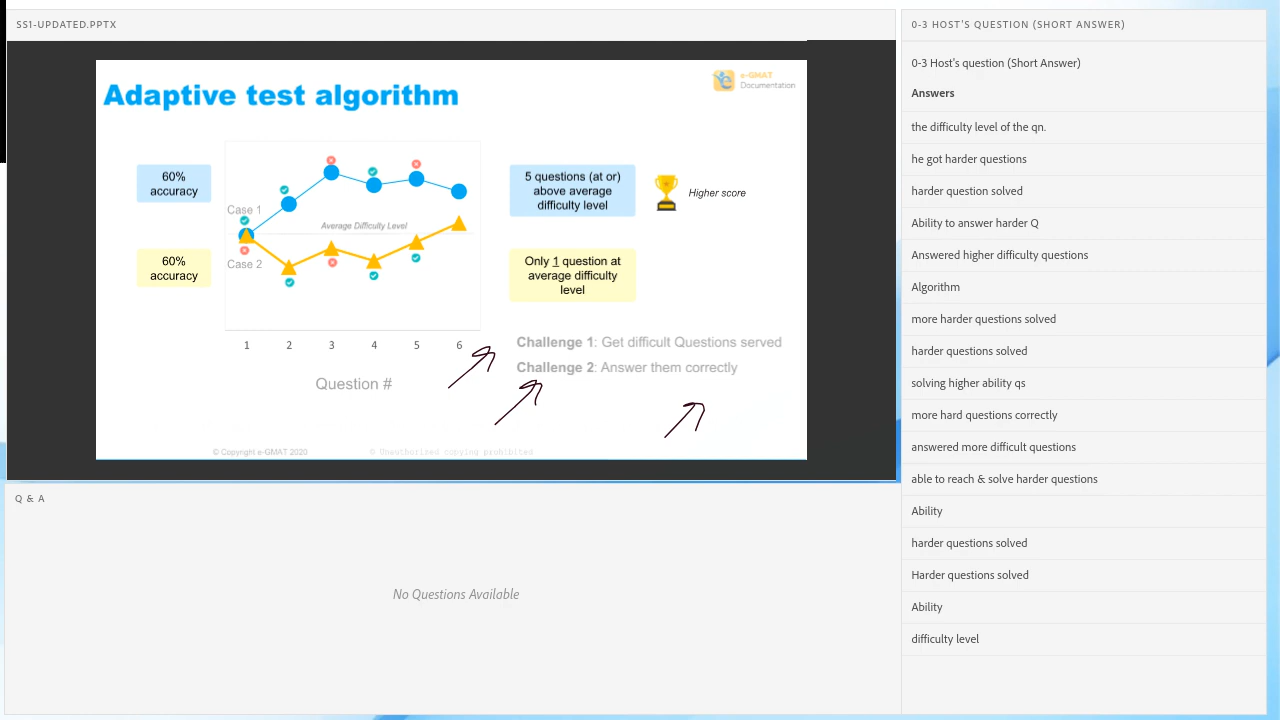 SS1-UPDATED.PPTX
Adaptive test algorithm
e-GMAT
Documentation
60%
accuracy
Case 1
Average Difficulty Level
5 questions (at or)
above average
difficulty level
Higher score
60%
accuracy
Case 2
Only 1 question at
average difficulty
level
1 2 3 4 5 6
Question #
Challenge 1: Get difficult Questions served
Challenge 2: Answer them correctly
© Copyright e-GMAT 2020
© Unauthorised copying prohibited
Q & A
No Questions Available
0-3 HOST'S QUESTION (SHORT ANSWER)
0-3 Host's question (Short Answer)
Answers
the difficulty level of the qn.
he got harder questions
harder question solved
Ability to answer harder Q
Answered higher difficulty questions
Algorithm
more harder questions solved
harder questions solved
solving higher ability qs
more hard questions correctly
answered more difficult questions
able to reach & solve harder questions
Ability
harder questions solved
Harder questions solved
Ability
difficulty level